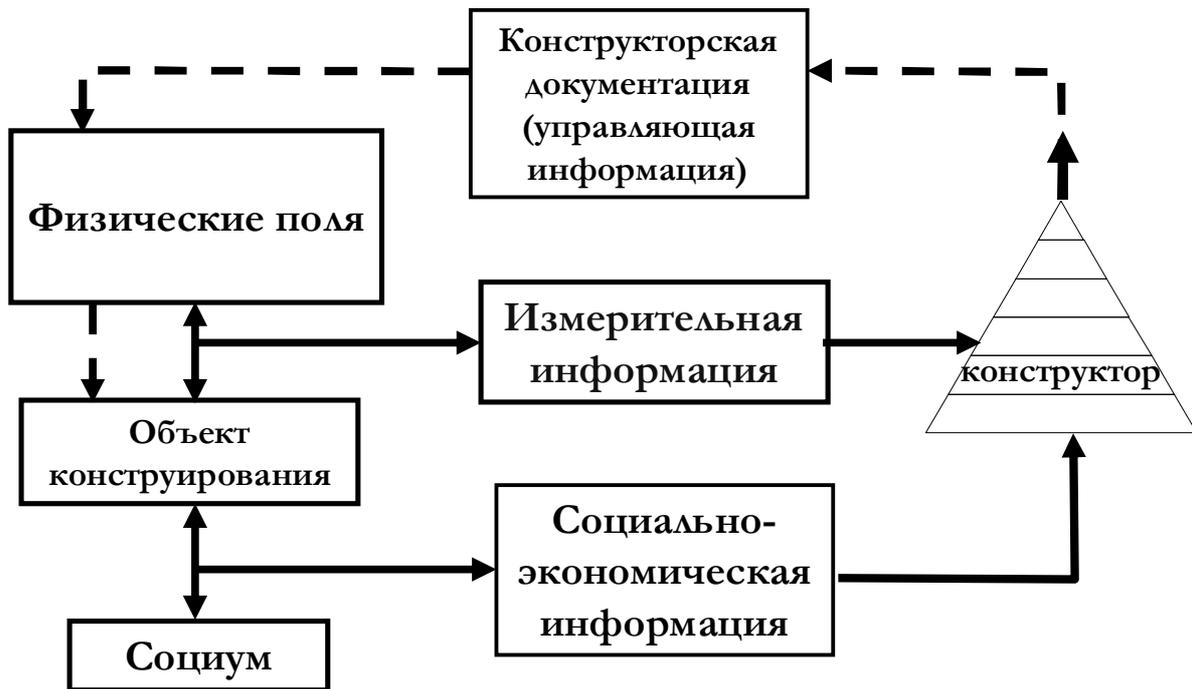 Конструкторская
документация
(управляющая
информация)
Физические поля
Измерительная
информация
конструктор
Объект
конструирования
Социально-
экономическая
информация
Социум